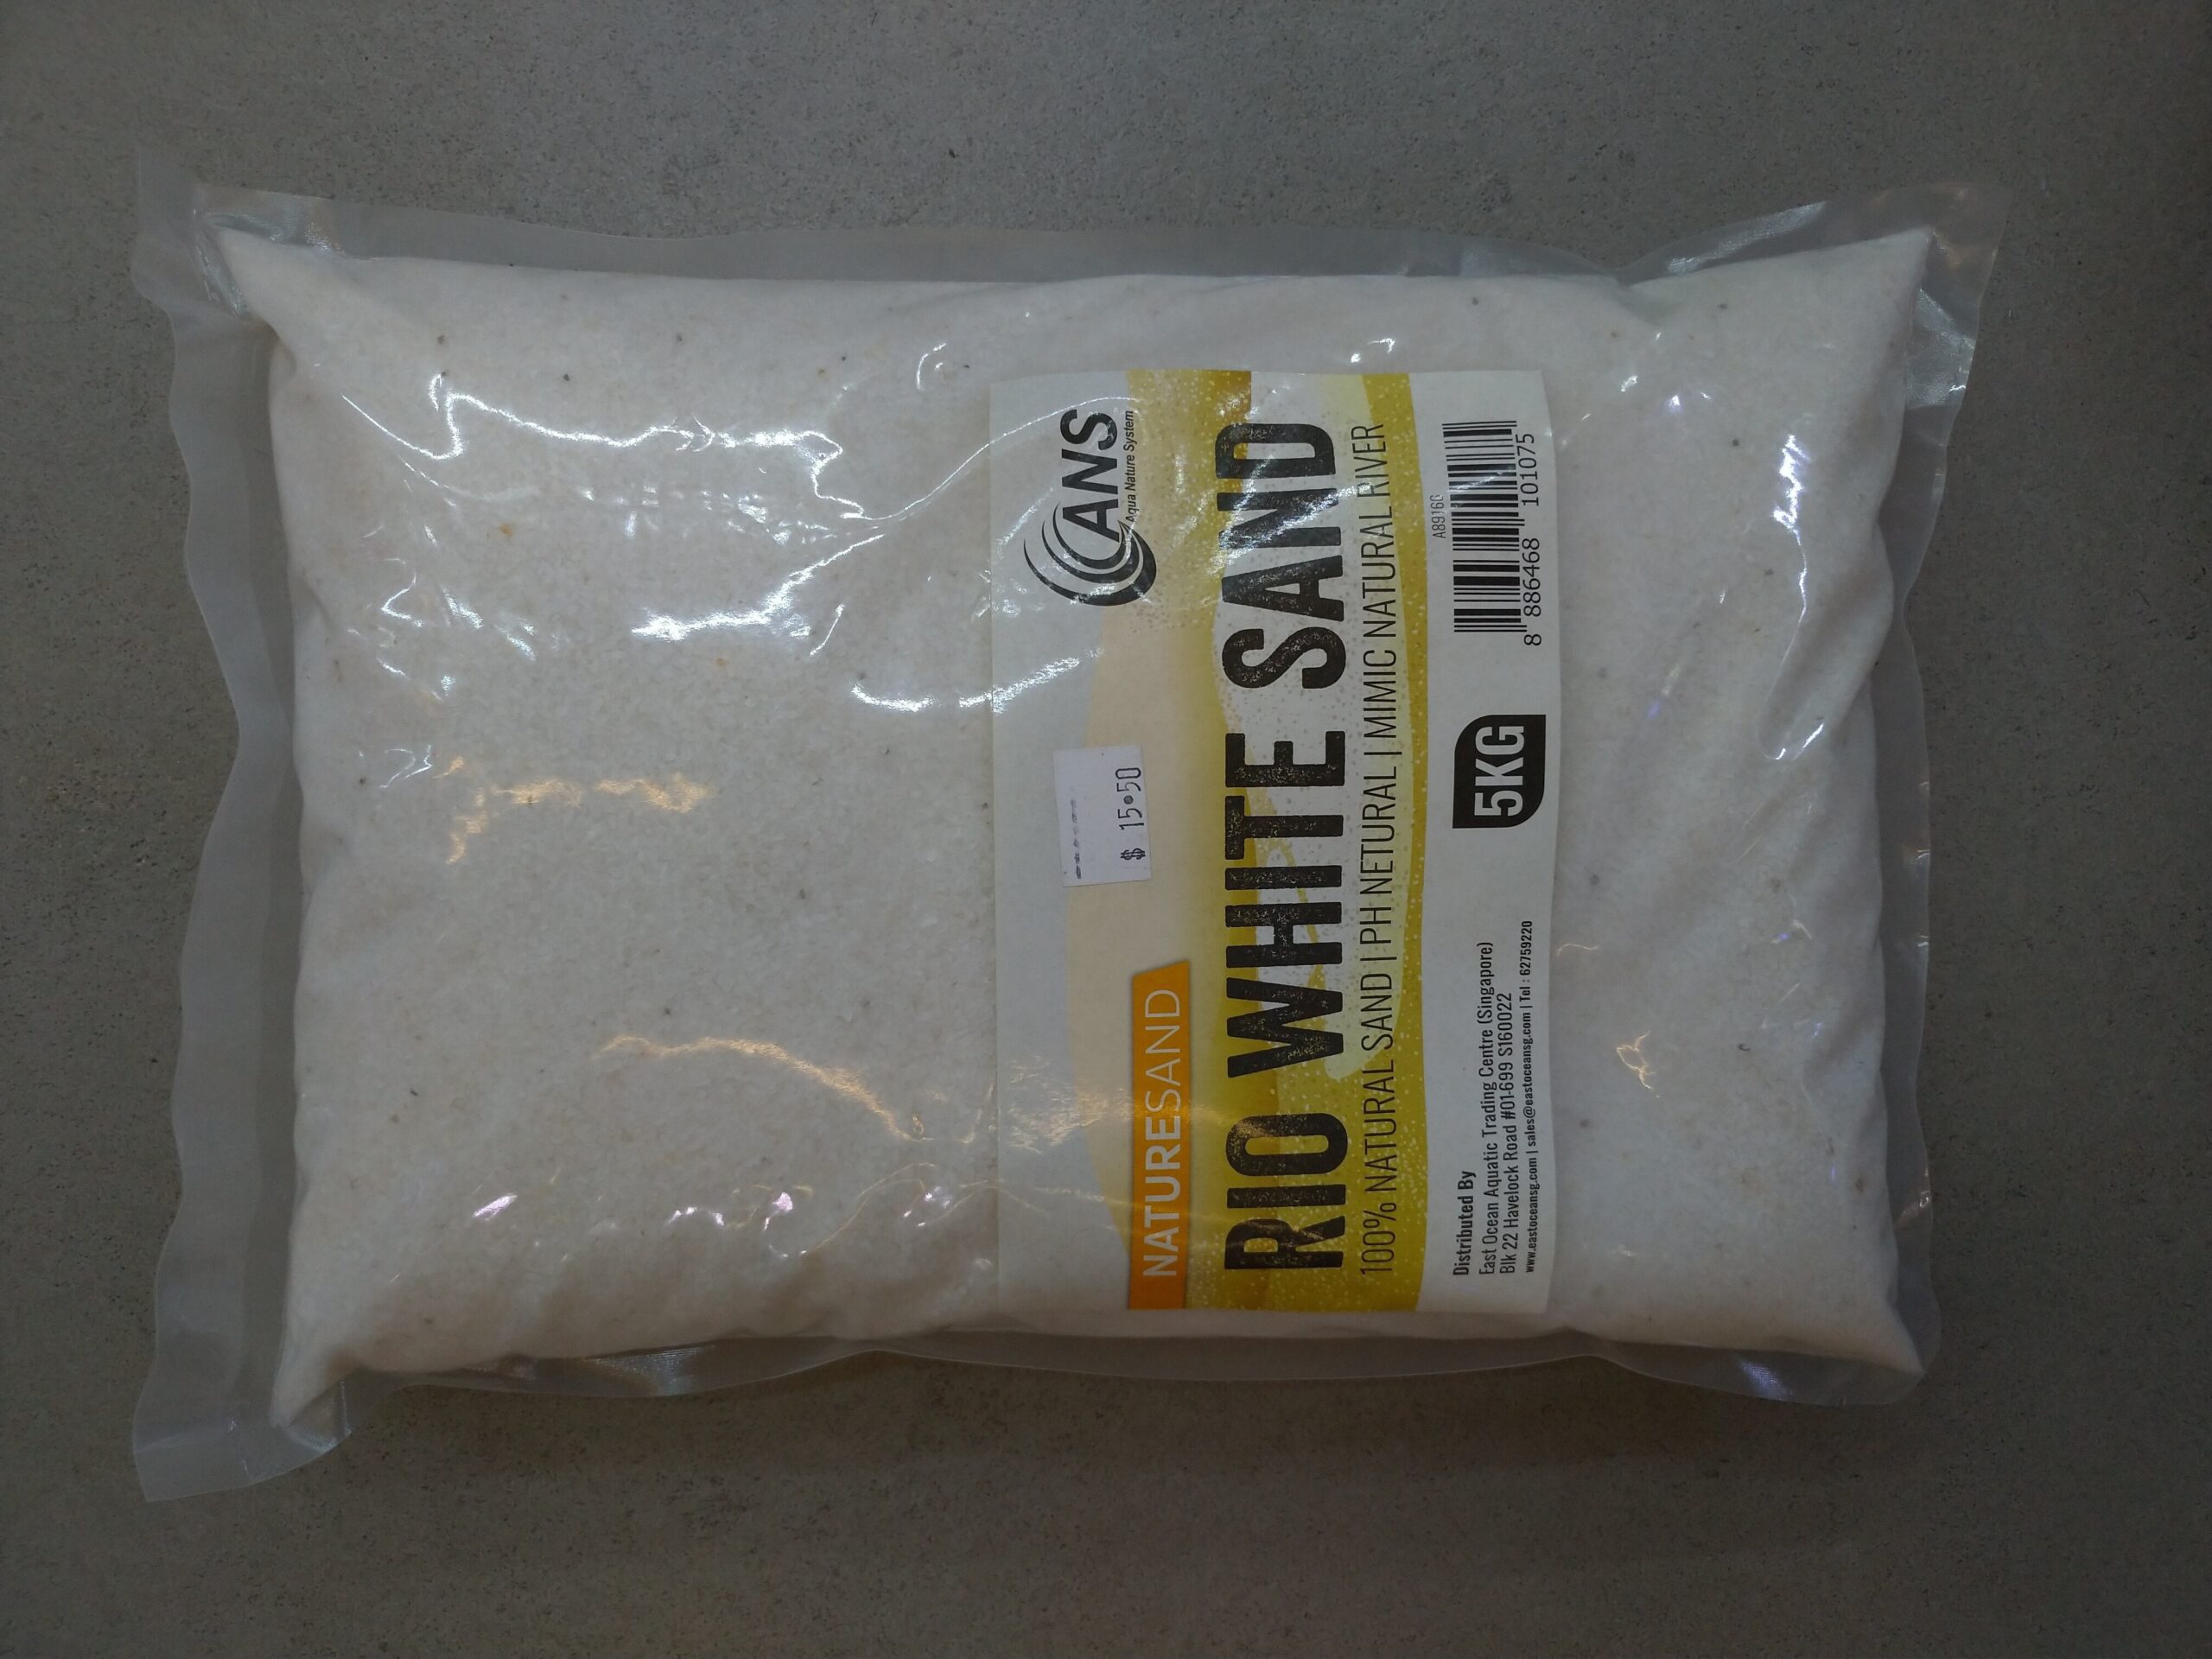 ANS
Aqua Nature System
$ 15.50
NATURESAND
RIO WHITE SAND
100% NATURAL SAND | PH NETURAL | MIMIC NATURAL RIVER
Distributed By
East Ocean Aquatic Trading Centre (Singapore)
Blk 22 Havelock Road #01-699 S160022
www.eastoceansg.com | sales@eastoceansg.com | Tel : 62759220
5KG
8 886468 101075